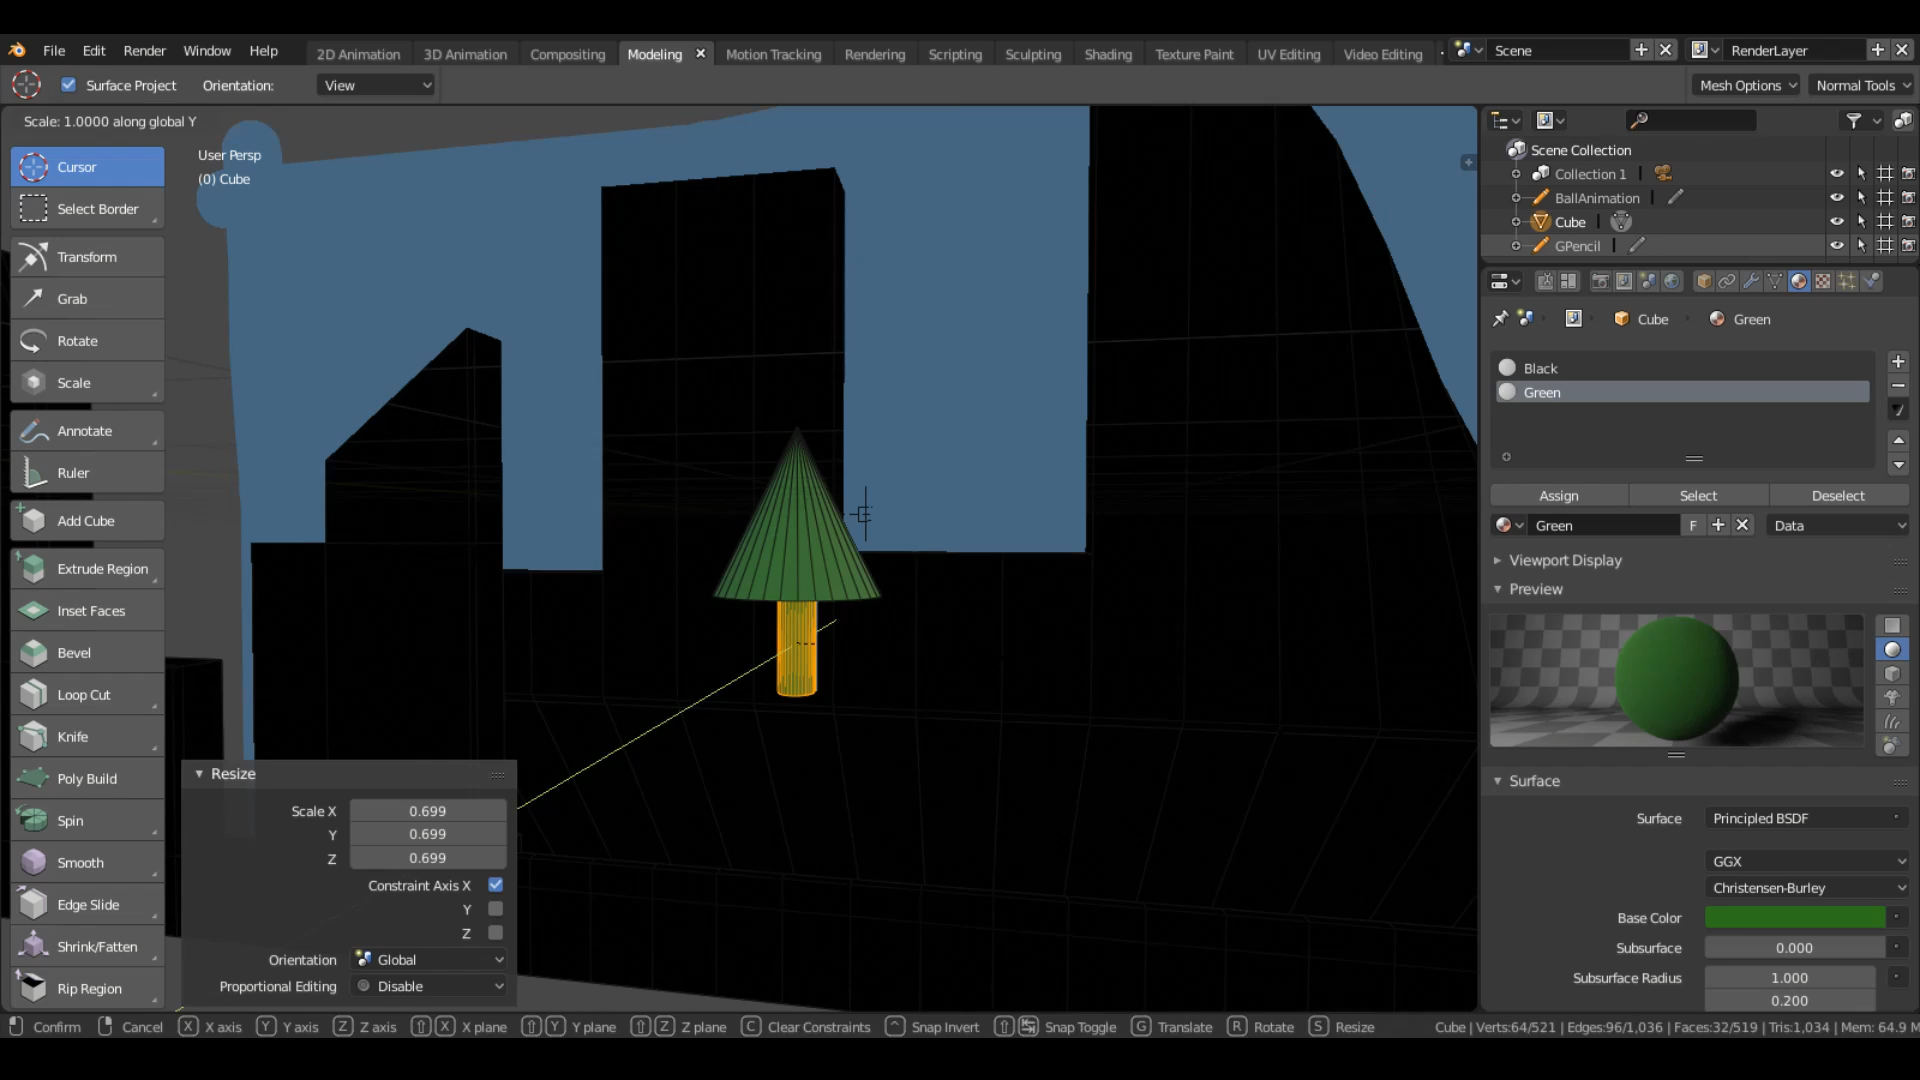 File Edit Render Window Help 2D Animation 3D Animation Compositing Modeling Motion Tracking Rendering Scripting Sculpting Shading Texture Paint UV Editing Video Editing Scene RenderLayer
Surface Project Orientation: View Mesh Options Normal Tools
Scale: 1.0000 along global Y
User Persp
(0) Cube
Cursor
Select Border
Transform
Grab
Rotate
Scale
Annotate
Ruler
Add Cube
Extrude Region
Inset Faces
Bevel
Loop Cut
Knife
Poly Build
Spin
Smooth
Edge Slide
Shrink/Fatten
Rip Region
Resize
Scale X 0.699
Y 0.699
Z 0.699
Constraint Axis X
Y
Z
Orientation Global
Proportional Editing Disable
Scene Collection
Collection 1
BallAnimation
Cube
GPencil
Cube Green
Black
Green
Assign Select Deselect
Green F Data
Viewport Display
Preview
Surface
Surface Principled BSDF
GGX
Christensen-Burley
Base Color
Subsurface 0.000
Subsurface Radius 1.000
0.200
Confirm Cancel X X axis Y Y axis Z Z axis X X plane Y Y plane Z Z plane C Clear Constraints Snap Invert Snap Toggle G Translate R Rotate S Resize Cube | Verts:64/521 | Edges:96/1,036 | Faces:32/519 | Tris:1,034 | Mem: 64.9 M